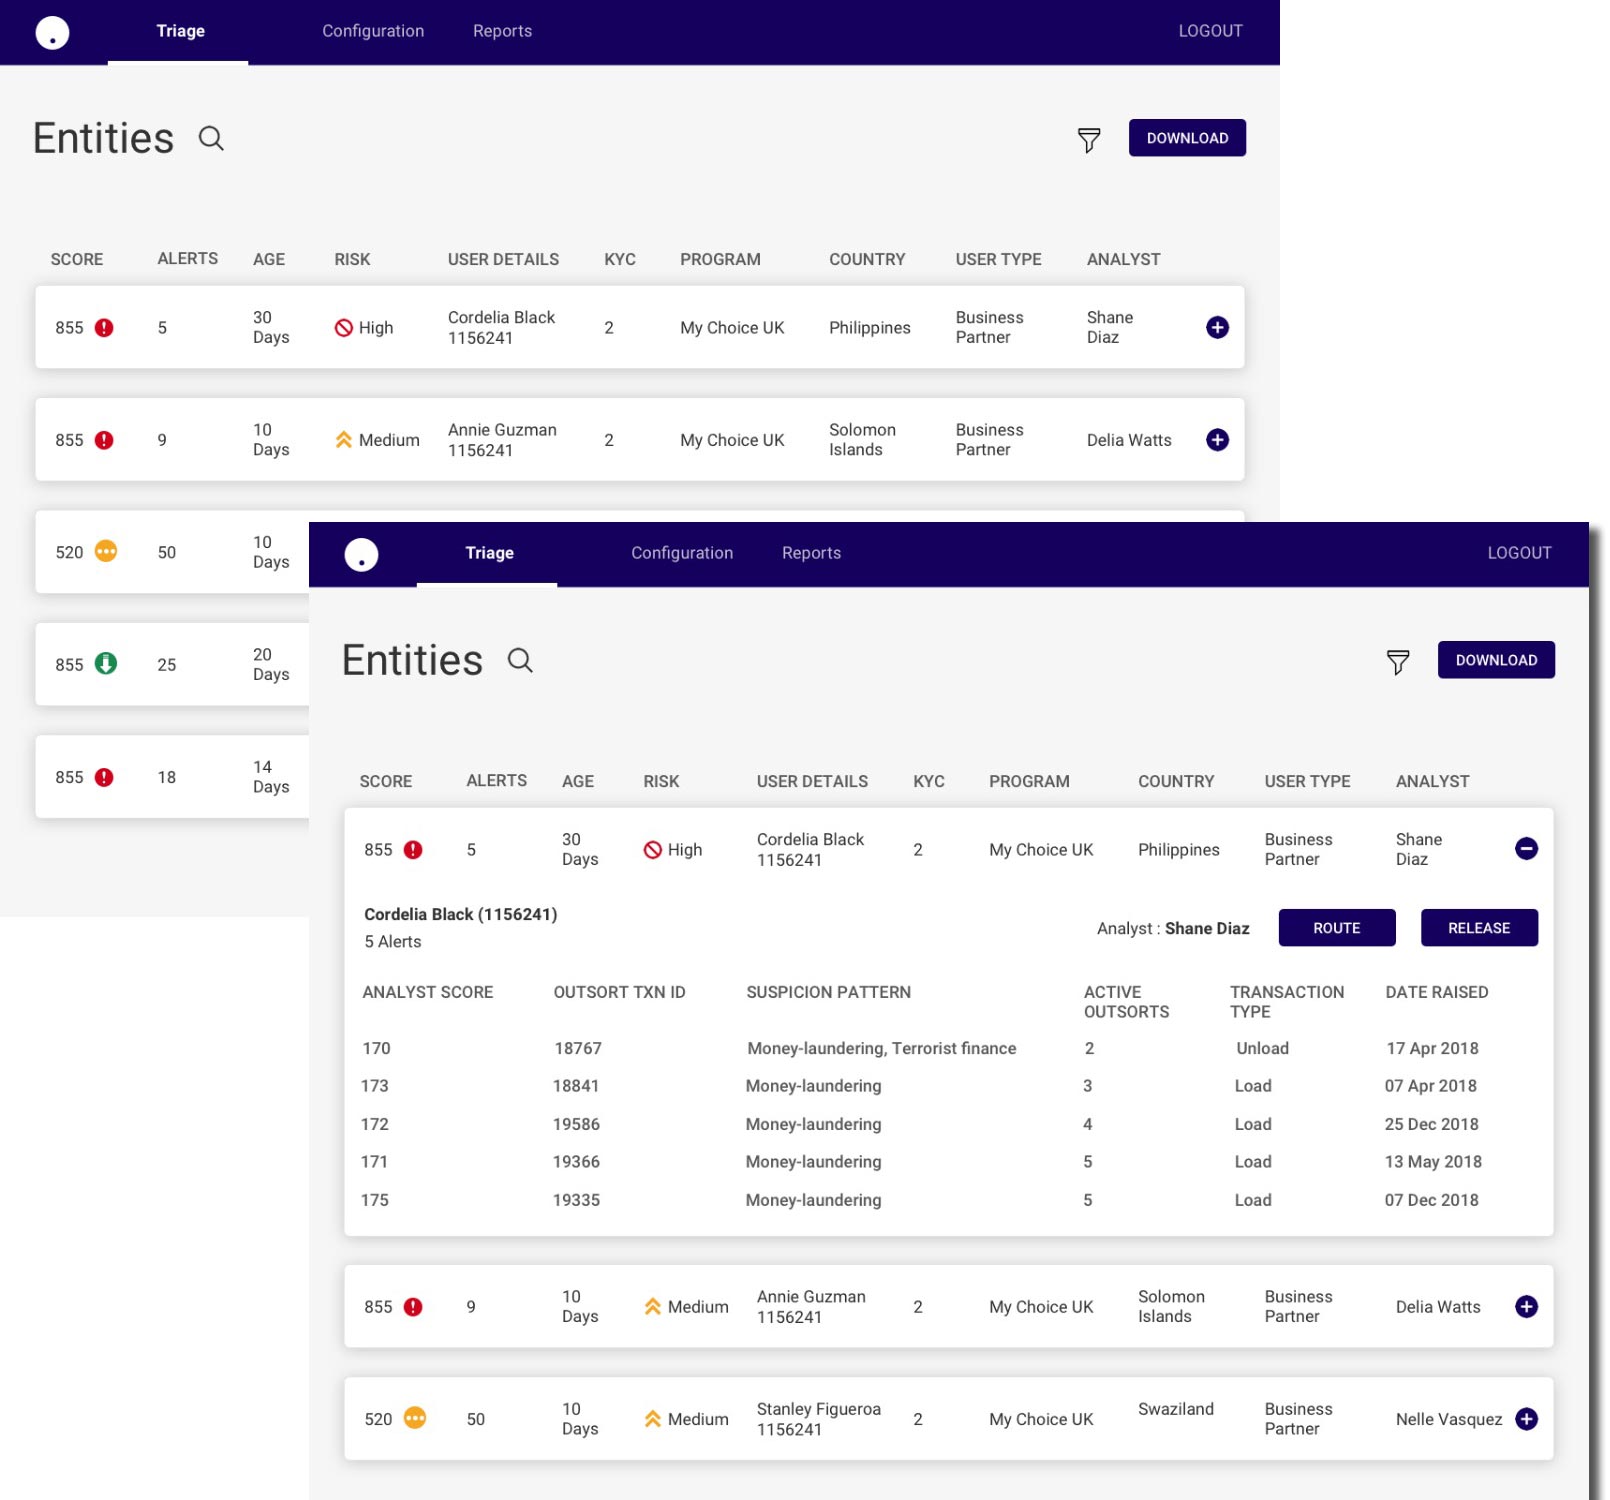 Triage Configuration Reports LOGOUT
Entities DOWNLOAD
SCORE ALERTS AGE RISK USER DETAILS KYC PROGRAM COUNTRY USER TYPE ANALYST
855 5 30 Days High Cordelia Black 1156241 2 My Choice UK Philippines Business Partner Shane Diaz
855 9 10 Days Medium Annie Guzman 1156241 2 My Choice UK Solomon Islands Business Partner Delia Watts
520 50 10 Days
855 25 20 Days
855 18 14 Days
Triage Configuration Reports LOGOUT
Entities DOWNLOAD
SCORE ALERTS AGE RISK USER DETAILS KYC PROGRAM COUNTRY USER TYPE ANALYST
855 5 30 Days High Cordelia Black 1156241 2 My Choice UK Philippines Business Partner Shane Diaz
Cordelia Black (1156241)
5 Alerts
Analyst : Shane Diaz ROUTE RELEASE
ANALYST SCORE OUTSORT TXN ID SUSPICION PATTERN ACTIVE OUTSORTS TRANSACTION TYPE DATE RAISED
170 18767 Money-laundering, Terrorist finance 2 Unload 17 Apr 2018
173 18841 Money-laundering 3 Load 07 Apr 2018
172 19586 Money-laundering 4 Load 25 Dec 2018
171 19366 Money-laundering 5 Load 13 May 2018
175 19335 Money-laundering 5 Load 07 Dec 2018
855 9 10 Days Medium Annie Guzman 1156241 2 My Choice UK Solomon Islands Business Partner Delia Watts
520 50 10 Days Medium Stanley Figueroa 1156241 2 My Choice UK Swaziland Business Partner Nelle Vasquez